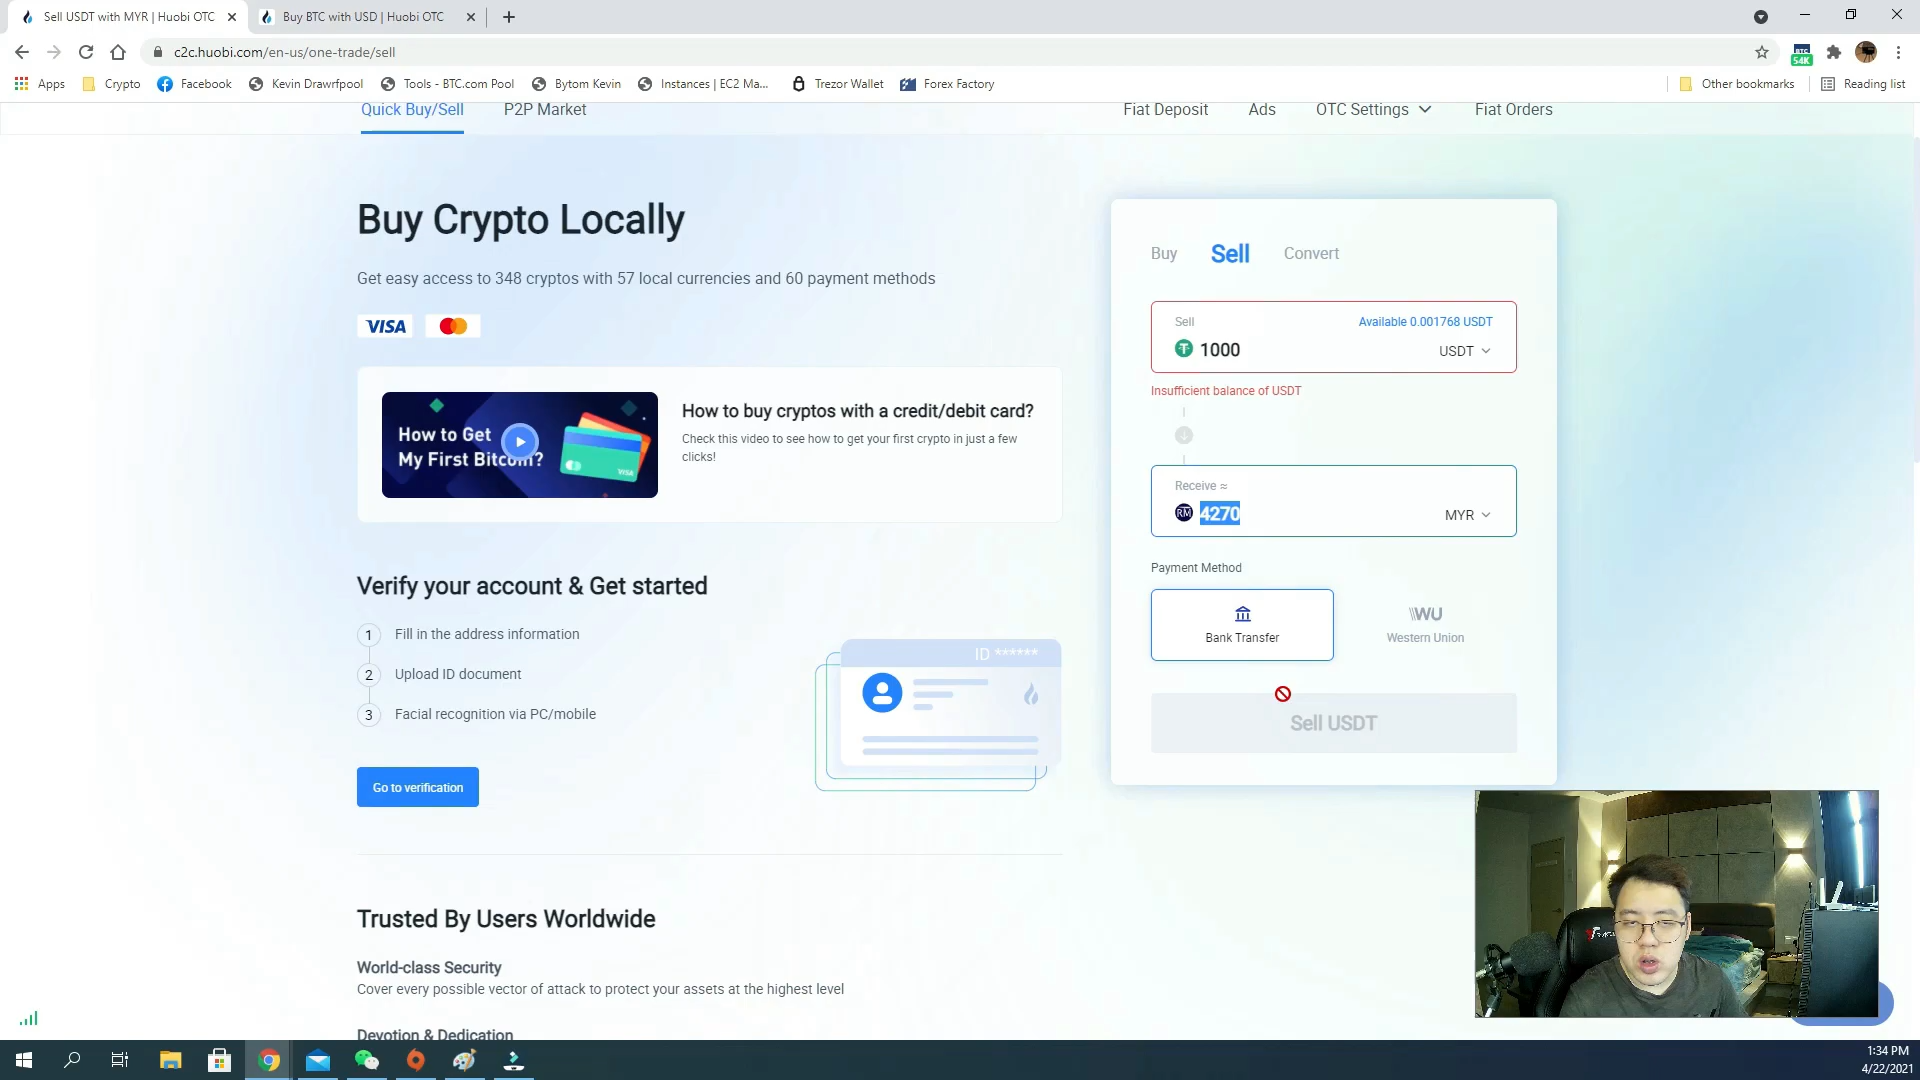 Sell USDT with MYR | Huobi OTC
Buy BTC with USD | Huobi OTC
c2c.huobi.com/en-us/one-trade/sell
BTC
54K
Apps
Crypto
Facebook
Kevin Drawrfpool
Tools - BTC.com Pool
Bytom Kevin
Instances | EC2 Ma...
Trezor Wallet
Forex Factory
Other bookmarks
Reading list
Quick Buy/Sell
P2P Market
Fiat Deposit
Ads
OTC Settings
Fiat Orders
Buy Crypto Locally
Get easy access to 348 cryptos with 57 local currencies and 60 payment methods
VISA
How to Get
My First Bitcoin?
VISA
How to buy cryptos with a credit/debit card?
Check this video to see how to get your first crypto in just a few
clicks!
Verify your account & Get started
1 Fill in the address information
2 Upload ID document
3 Facial recognition via PC/mobile
ID ******
Go to verification
Trusted By Users Worldwide
World-class Security
Cover every possible vector of attack to protect your assets at the highest level
Devotion & Dedication
Buy
Sell
Convert
Sell
Available 0.001768 USDT
1000
USDT
Insufficient balance of USDT
Receive ≈
RM 4270
MYR
Payment Method
Bank Transfer
WU
Western Union
Sell USDT
1:34 PM
4/22/2021